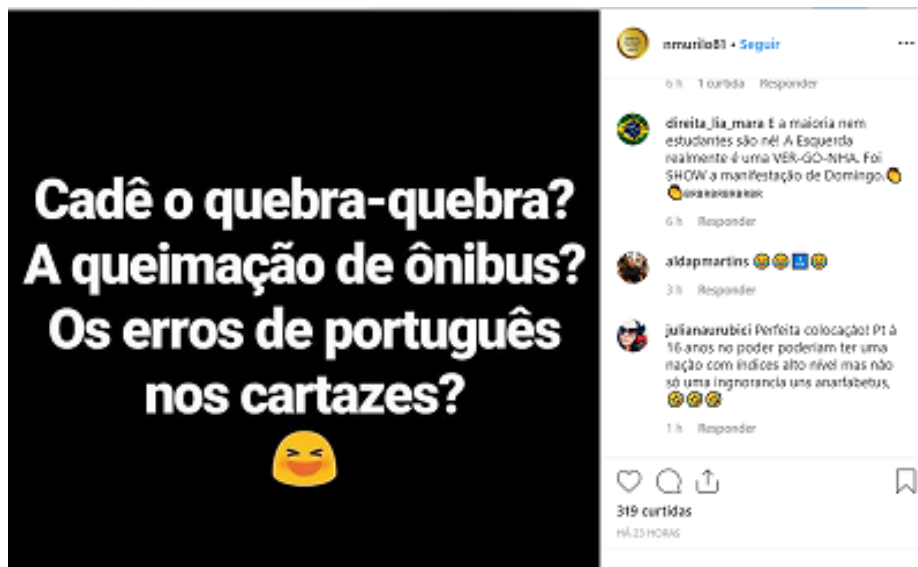 Cadê o quebra-quebra?
A queimação de ônibus?
Os erros de português
nos cartazes?
nmurilo81 • Seguir
6 h 1 curtida Responder
direita_lia_mara E a maioria nem
estudantes são né! A Esquerda
realmente é uma VER-GO-NHA. Foi
SHOW a manifestação de Domingo.
6 h Responder
aldapmartins
3 h Responder
julianaurubici Perfeita colocação! Pt à
16 anos no poder poderiam ter uma
nação com índices alto nível mas não
só uma ingnorancia uns anarfabetus,
1 h Responder
319 curtidas
HÁ 23 HORAS